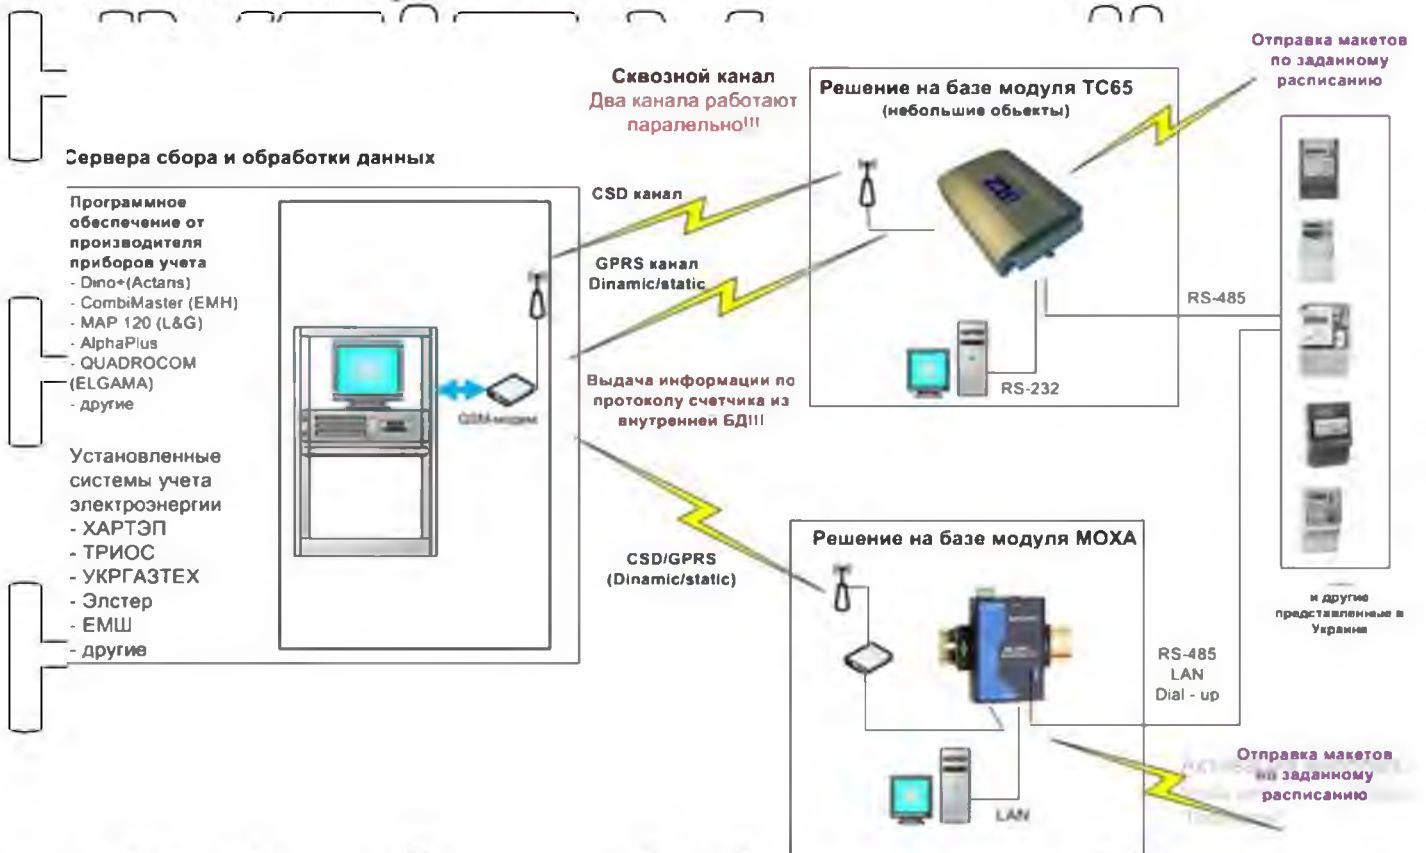 Сервера сбора и обработки данных
Программное
обеспечение от
производителя
приборов учета
- Dino+(Actaris)
- CombiMaster (EMH)
- MAP 120 (L&G)
- AlphaPlus
- QUADROCOM
(ELGAMA)
- другие
Установленные
системы учета
электроэнергии
- ХАРТЭП
- ТРИОС
- УКРГАЗТЕХ
- Элстер
- ЕМШ
- другие
GSM-модем
Сквозной канал
Два канала работают
паралельно!!!
CSD канал
GPRS канал
Dinamic/static
Выдача информации по
протоколу счетчика из
внутренней БД!!!
CSD/GPRS
(Dinamic/static)
Решение на базе модуля TC65
(небольшие обьекты)
RS-232
RS-485
Отправка макетов
по заданному
расписанию
и другие
представленные в
Украине
Решение на базе модуля MOXA
LAN
RS-485
LAN
Dial - up
Отправка макетов
по заданному
расписанию